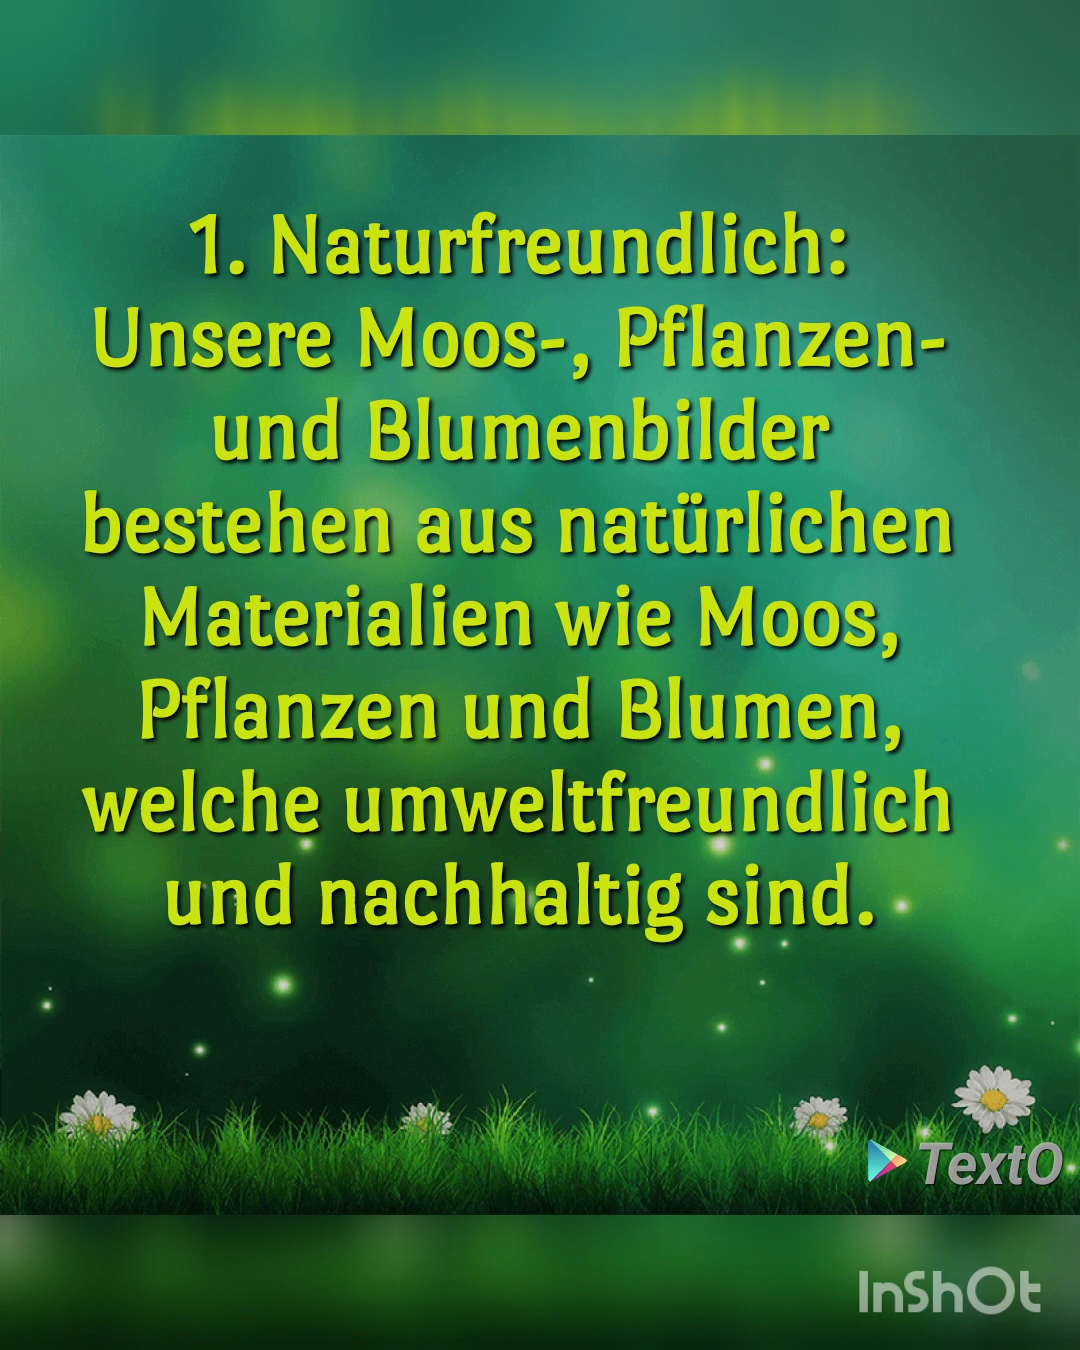 1. Naturfreundlich:
Unsere Moos-, Pflanzen-
und Blumenbilder
bestehen aus natürlichen
Materialien wie Moos,
Pflanzen und Blumen,
welche umweltfreundlich
und nachhaltig sind.
TextO
InShOt